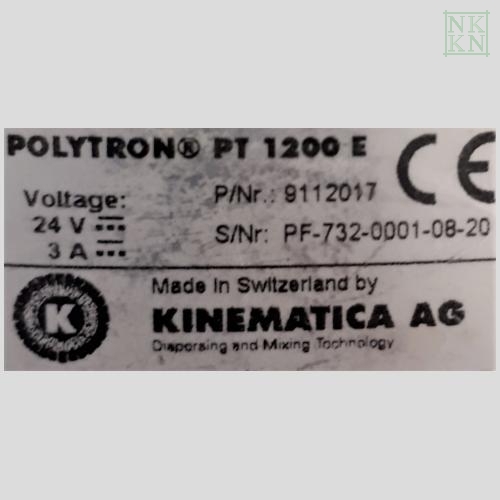 NK
KN
POLYTRON® PT 1200 E
CE
Voltage:
24 V
3 A
P/Nr.: 9112017
S/Nr: PF-732-0001-08-20
K
Made in Switzerland by
KINEMATICA AG
Dispersing and Mixing Technology